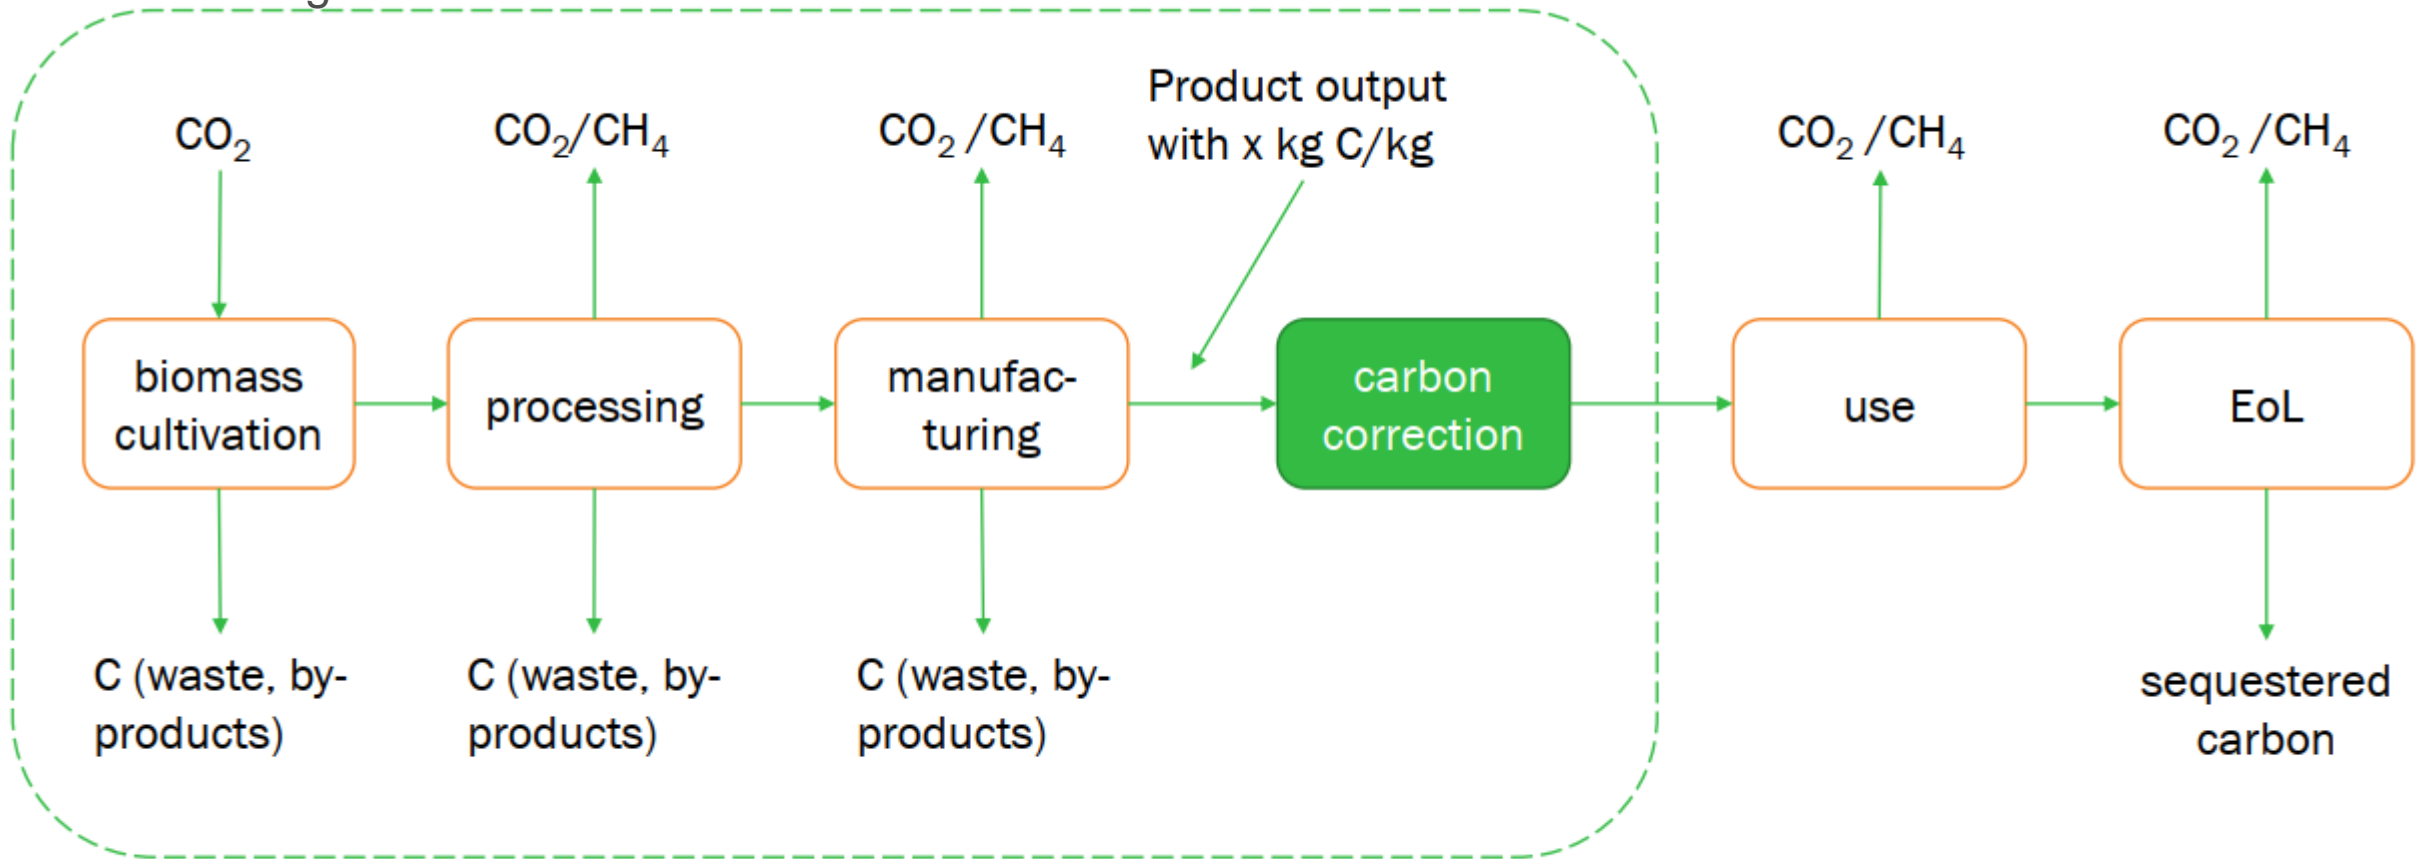 CO₂
CO₂/CH₄
CO₂ /CH₄
Product output
with x kg C/kg
CO₂ /CH₄
CO₂ /CH₄
biomass
cultivation
processing
manufac-
turing
carbon
correction
use
EoL
C (waste, by-
products)
C (waste, by-
products)
C (waste, by-
products)
sequestered
carbon